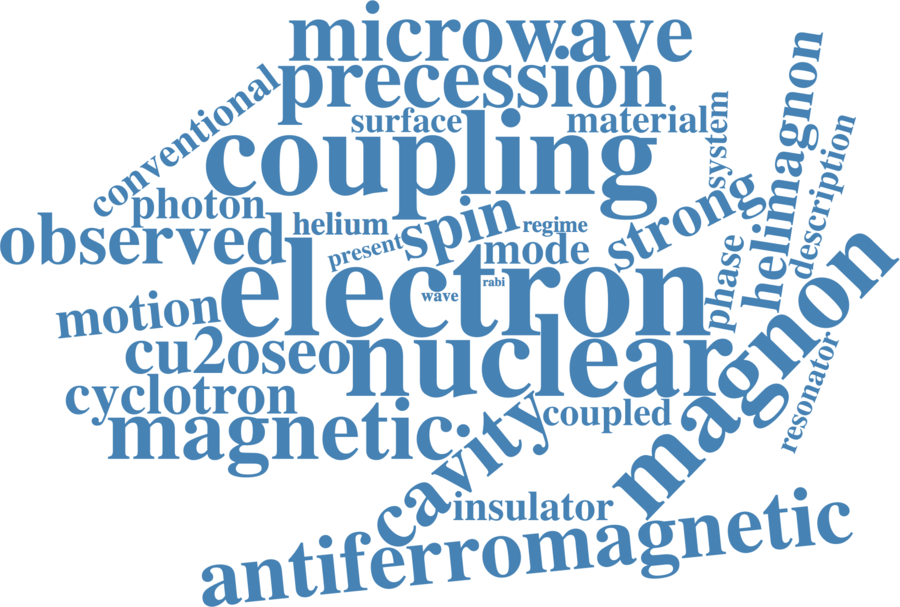 microwave
precession
conventional
surface
material
system
helimagnon
coupling
description
photon
helium
spin
regime
strong
observed
present
mode
phase
electron
wave
rabi
magnon
motion
nuclear
cu2oseo
resonator
cyclotron
magnetic
cavity
coupled
insulator
antiferromagnetic